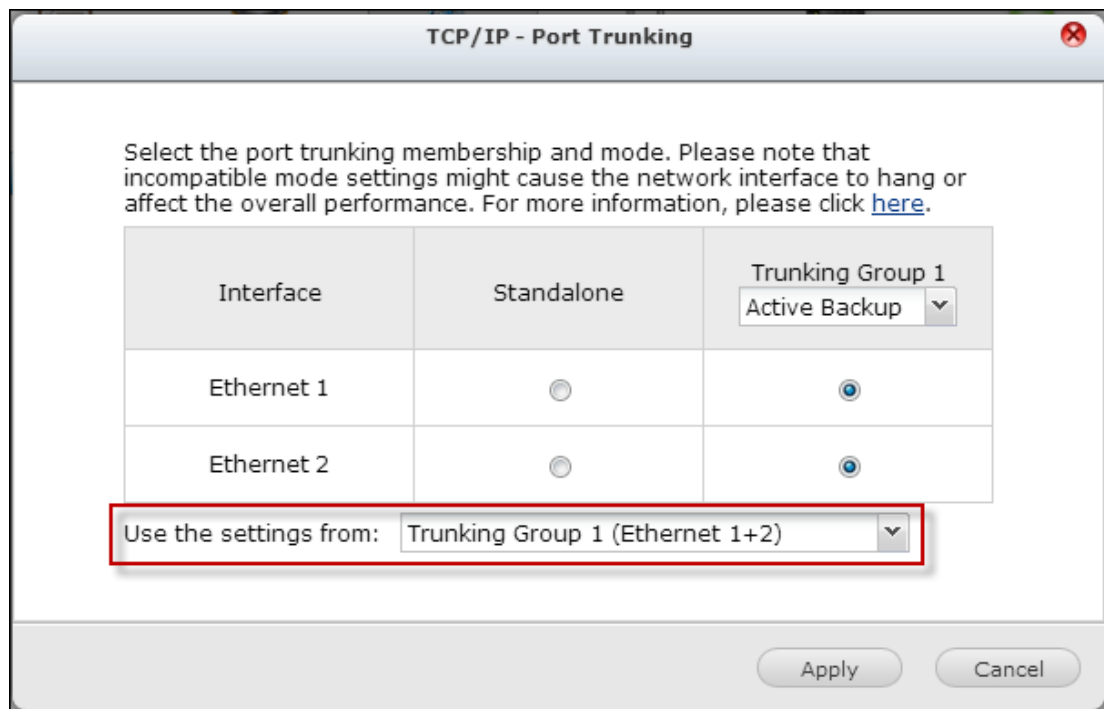 TCP/IP - Port Trunking
Select the port trunking membership and mode. Please note that
incompatible mode settings might cause the network interface to hang or
affect the overall performance. For more information, please click here.
Interface
Standalone
Trunking Group 1
Active Backup
Ethernet 1
Ethernet 2
Use the settings from: Trunking Group 1 (Ethernet 1+2)
Apply
Cancel